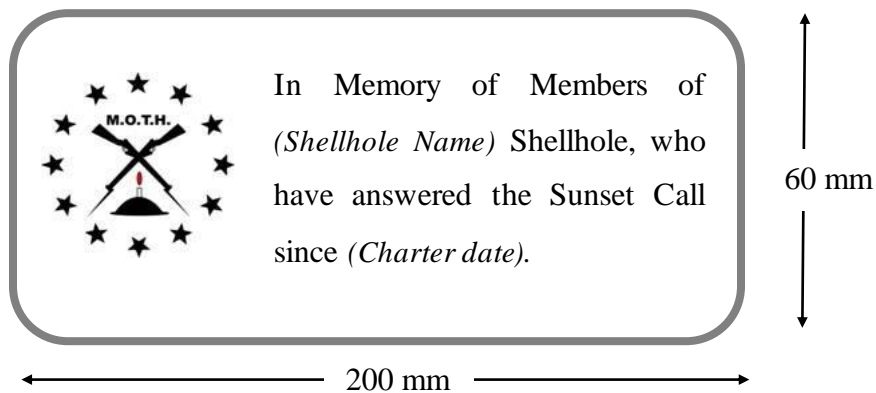 M.O.T.H.
In Memory of Members of
(Shellhole Name) Shellhole, who
have answered the Sunset Call
since (Charter date).
60 mm
200 mm